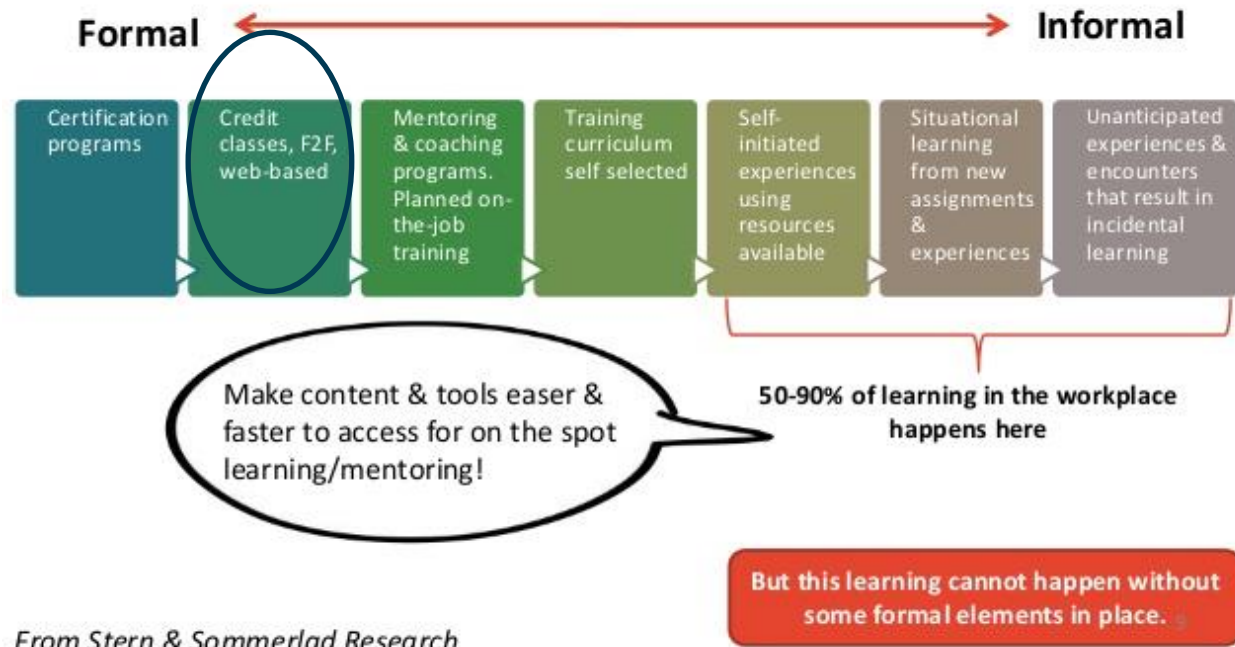 Formal
Informal
Certification
programs
Credit
classes, F2F,
web-based
Mentoring
& coaching
programs.
Planned on-
the-job
training
Training
curriculum
self selected
Self-
initiated
experiences
using
resources
available
Situational
learning
from new
assignments
&
experiences
Unanticipated
experiences &
encounters
that result in
incidental
learning
Make content & tools easer &
faster to access for on the spot
learning/mentoring!
50-90% of learning in the workplace
happens here
But this learning cannot happen without
some formal elements in place.
9
From Stern & Sommerlad Research